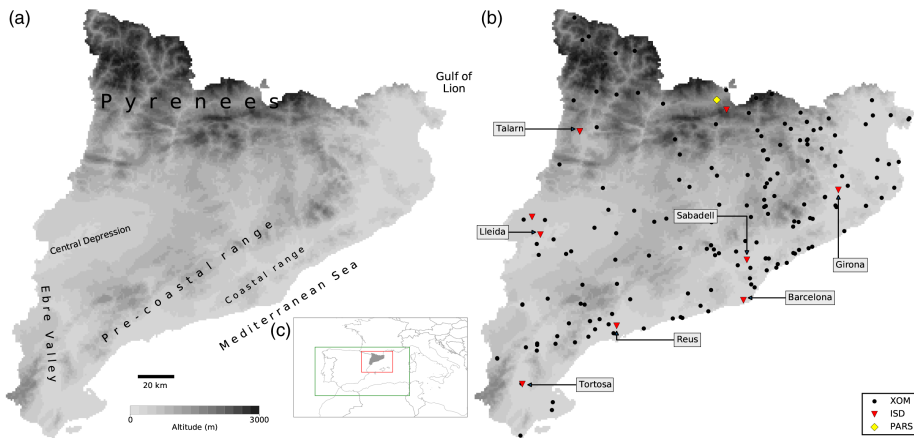 (a)
(b)
Gulf of
Lion
Pyrenees
Talarn
Central Depression
Pre-coastal range
Coastal range
Mediterranean Sea
Ebre Valley
(c)
20 km
0
3000
Altitude (m)
Sabadell
Lleida
Girona
Barcelona
Reus
Tortosa
XOM
ISD
PARS